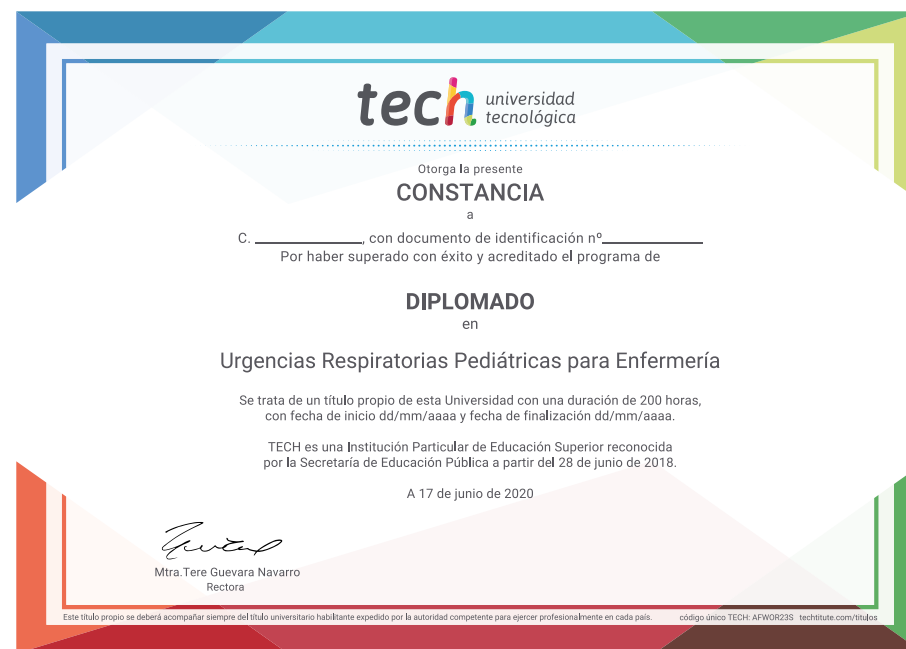 tech universidad
tecnológica
Otorga la presente
CONSTANCIA
a
C. ____________, con documento de identificación nº____________
Por haber superado con éxito y acreditado el programa de
DIPLOMADO
en
Urgencias Respiratorias Pediátricas para Enfermería
Se trata de un título propio de esta Universidad con una duración de 200 horas,
con fecha de inicio dd/mm/aaaa y fecha de finalización dd/mm/aaaa.
TECH es una Institución Particular de Educación Superior reconocida
por la Secretaría de Educación Pública a partir del 28 de junio de 2018.
A 17 de junio de 2020
Mtra.Tere Guevara Navarro
Rectora
Este título propio se deberá acompañar siempre del título universitario habilitante expedido por la autoridad competente para ejercer profesionalmente en cada país. código único TECH: AFWOR23S techtitute.com/titulos